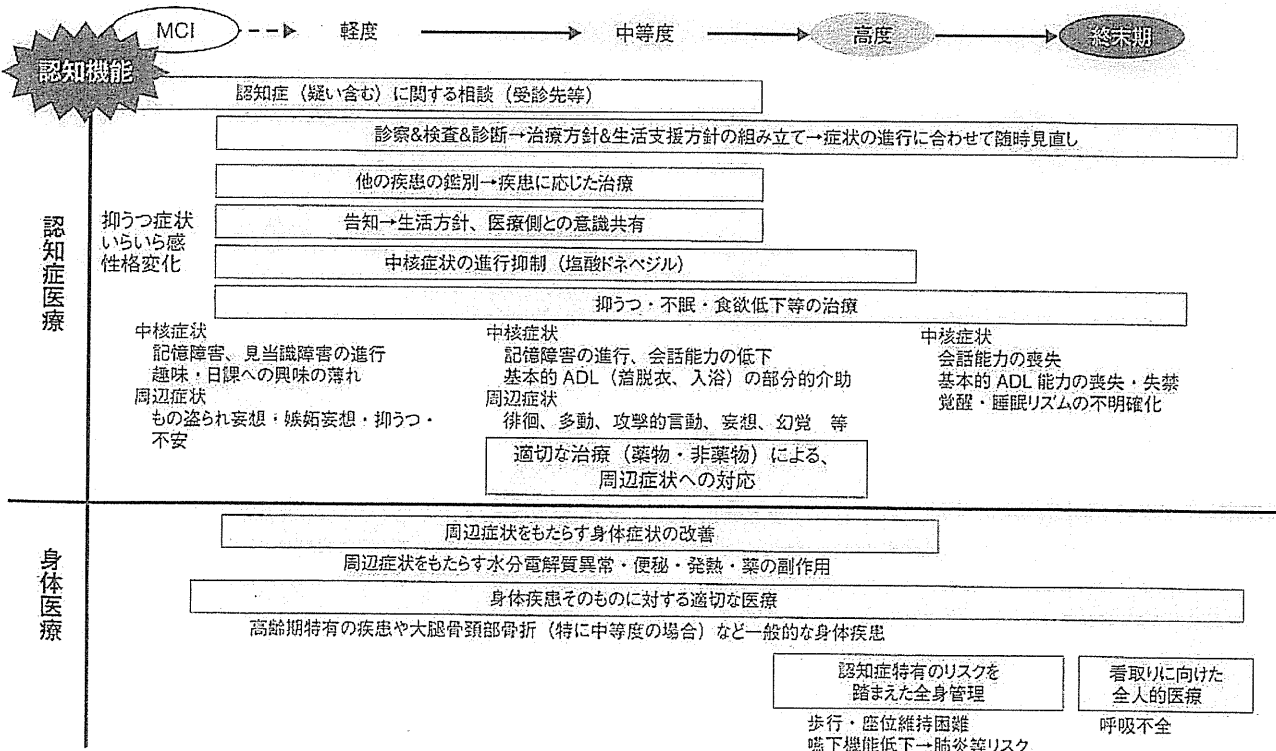 MCI
軽度
中等度
高度
終末期
認知機能
認知症（疑い含む）に関する相談（受診先等）
診察&検査&診断→治療方針&生活支援方針の組み立て→症状の進行に合わせて随時見直し
他の疾患の鑑別→疾患に応じた治療
告知→生活方針、医療側との意識共有
中核症状の進行抑制（塩酸ドネペジル）
抑うつ・不眠・食欲低下等の治療
認知症医療
抑うつ症状
いらいら感
性格変化
中核症状
記憶障害、見当識障害の進行
趣味・日課への興味の薄れ
周辺症状
もの盗られ妄想・嫉妬妄想・抑うつ・
不安
中核症状
記憶障害の進行、会話能力の低下
基本的 ADL（着脱衣、入浴）の部分的介助
周辺症状
徘徊、多動、攻撃的言動、妄想、幻覚　等
適切な治療（薬物・非薬物）による、
周辺症状への対応
中核症状
会話能力の喪失
基本的 ADL 能力の喪失・失禁
覚醒・睡眠リズムの不明確化
身体医療
周辺症状をもたらす身体症状の改善
周辺症状をもたらす水分電解質異常・便秘・発熱・薬の副作用
身体疾患そのものに対する適切な医療
高齢期特有の疾患や大腿骨頚部骨折（特に中等度の場合）など一般的な身体疾患
認知症特有のリスクを
踏まえた全身管理
歩行・座位維持困難
嚥下機能低下→肺炎等リスク
看取りに向けた
全人的医療
呼吸不全